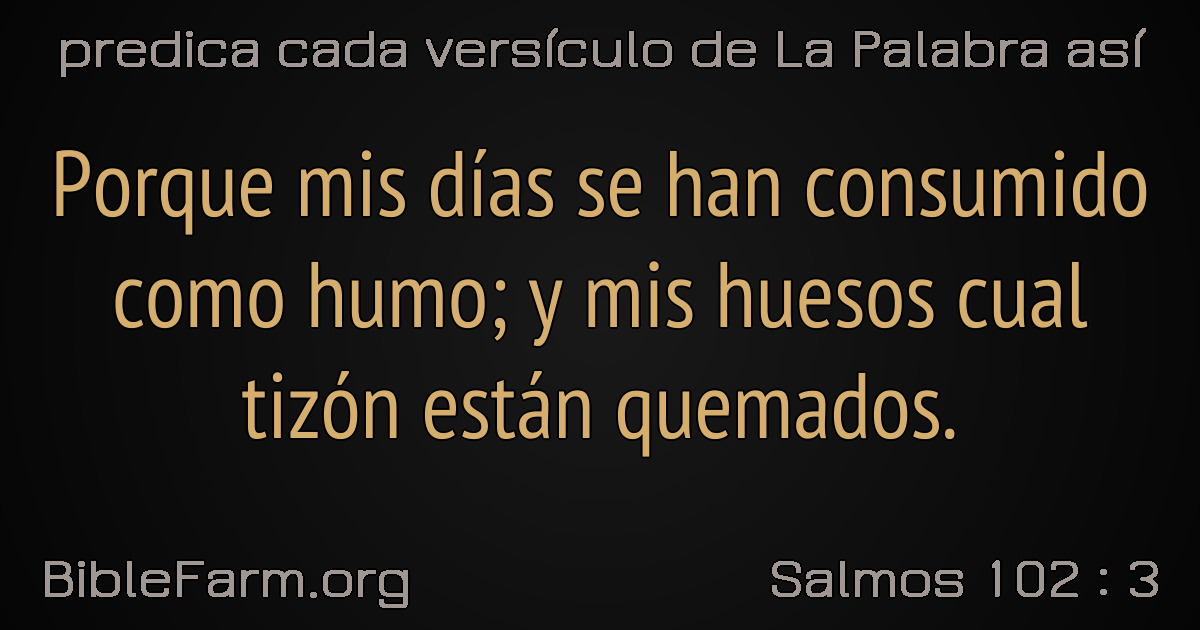 predica cada versículo de La Palabra así
Porque mis días se han consumido
como humo; y mis huesos cual
tizón están quemados.
BibleFarm.org
Salmos 102 : 3